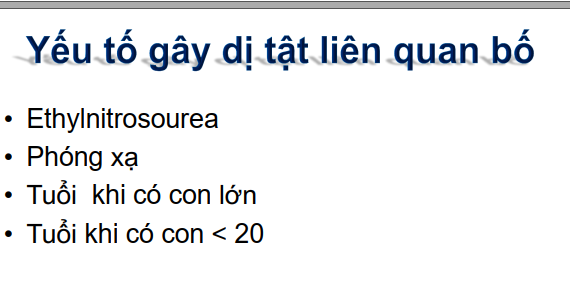 Yếu tố gây dị tật liên quan bố
• Ethylnitrosourea
• Phóng xạ
• Tuổi khi có con lớn
• Tuổi khi có con < 20